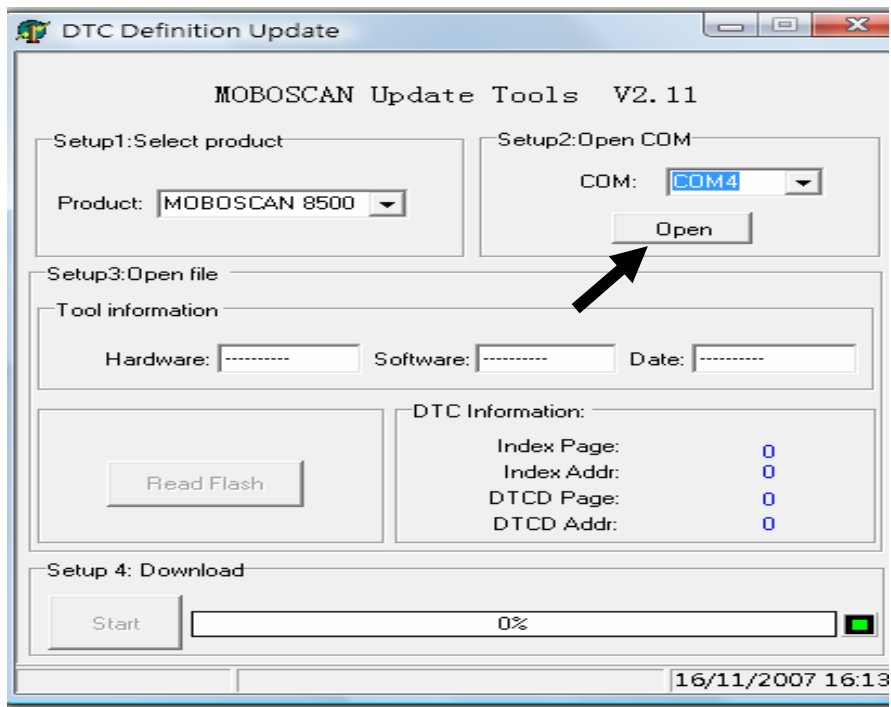 DTC Definition Update
MOBOSCAN Update Tools V2.11
Setup1:Select product
Product: MOBOSCAN 8500
Setup2:Open COM
COM: COM4
Open
Setup3:Open file
Tool information
Hardware: ---------- Software: ---------- Date: ----------
Read Flash
DTC Information:
Index Page: 0
Index Addr: 0
DTCD Page: 0
DTCD Addr: 0
Setup 4: Download
Start 0%
16/11/2007 16:13